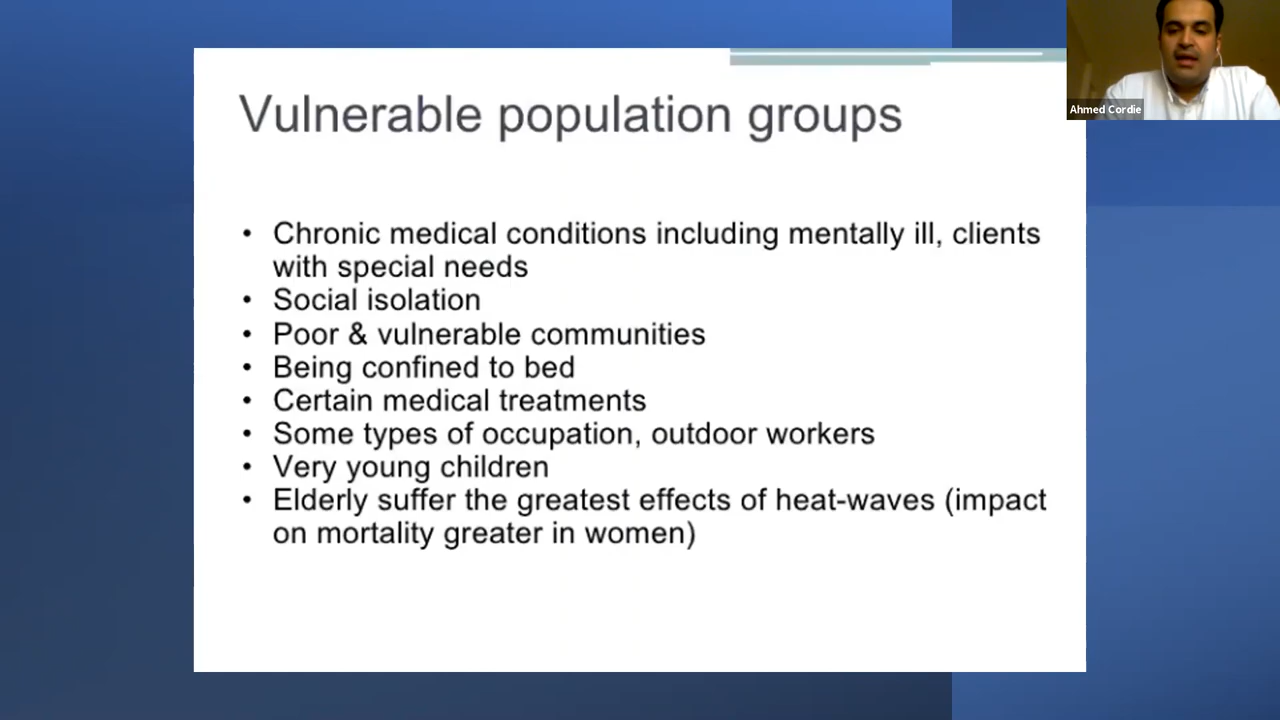 Vulnerable population groups
• Chronic medical conditions including mentally ill, clients
with special needs
• Social isolation
• Poor & vulnerable communities
• Being confined to bed
• Certain medical treatments
• Some types of occupation, outdoor workers
• Very young children
• Elderly suffer the greatest effects of heat-waves (impact
on mortality greater in women)
Ahmed Cordie